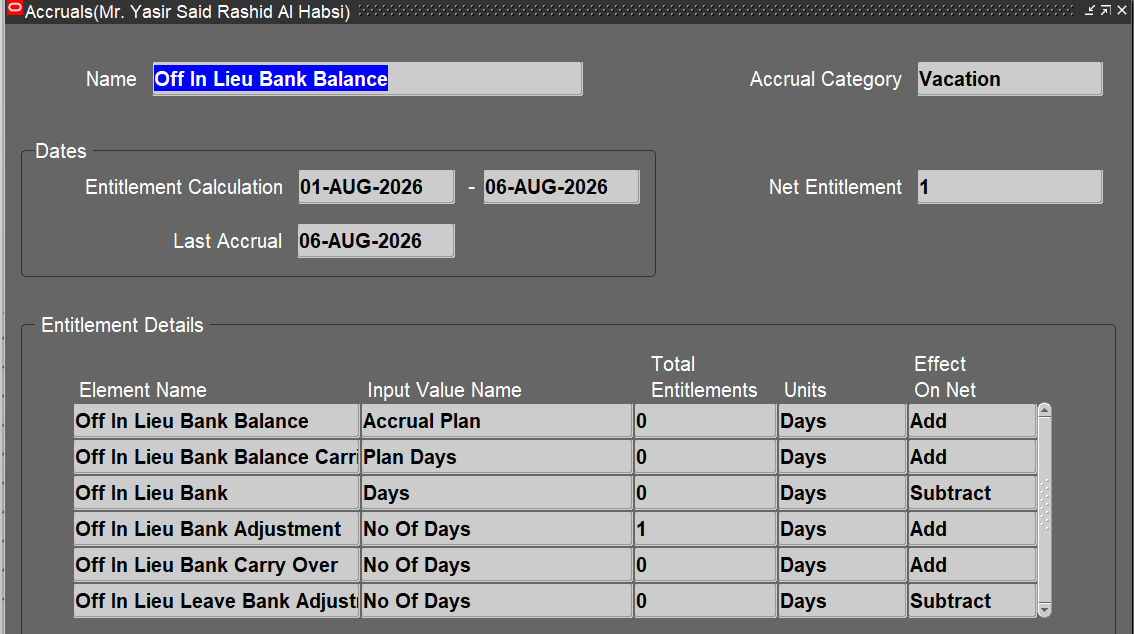 Accruals(Mr. Yasir Said Rashid Al Habsi)
Name Off In Lieu Bank Balance Accrual Category Vacation
Dates
Entitlement Calculation 01-AUG-2026 - 06-AUG-2026 Net Entitlement 1
Last Accrual 06-AUG-2026
Entitlement Details
Total Effect
Element Name Input Value Name Entitlements Units On Net
Off In Lieu Bank Balance Accrual Plan 0 Days Add
Off In Lieu Bank Balance Carri Plan Days 0 Days Add
Off In Lieu Bank Days 0 Days Subtract
Off In Lieu Bank Adjustment No Of Days 1 Days Add
Off In Lieu Bank Carry Over No Of Days 0 Days Add
Off In Lieu Leave Bank Adjust No Of Days 0 Days Subtract